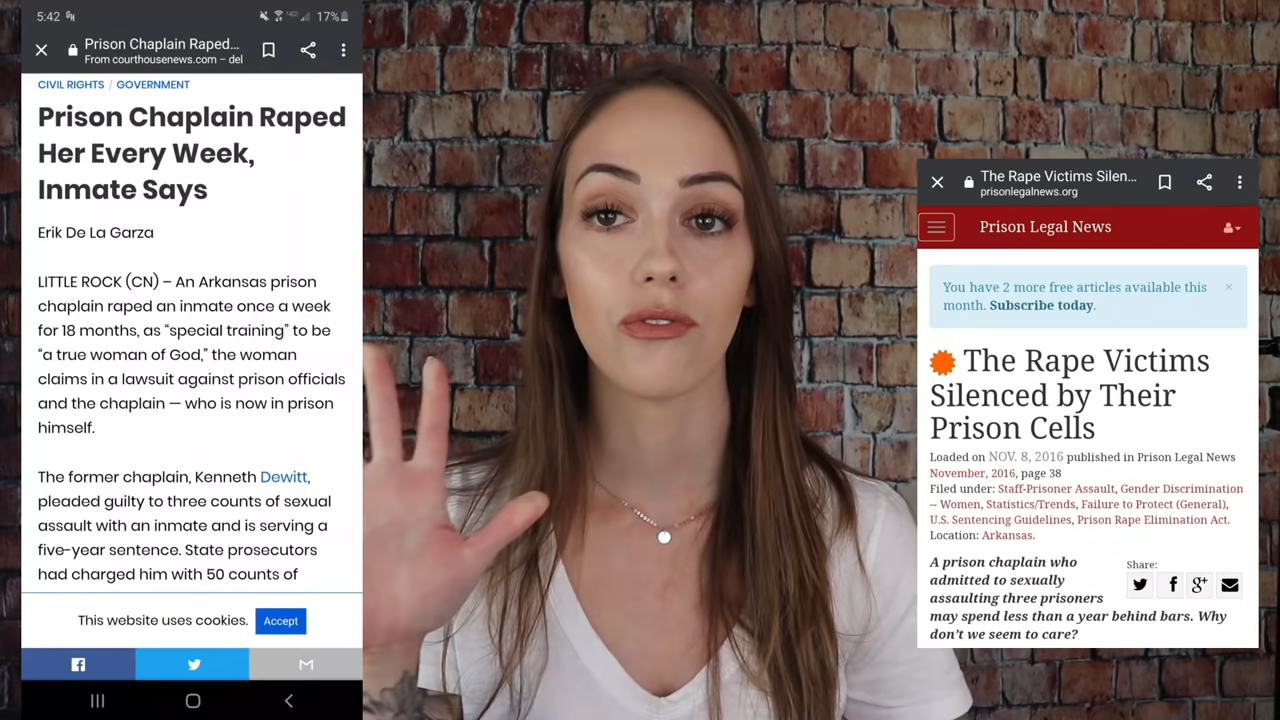 5:42
17%
Prison Chaplain Raped...
From courthousenews.com – del
CIVIL RIGHTS / GOVERNMENT
Prison Chaplain Raped
Her Every Week,
Inmate Says
Erik De La Garza
LITTLE ROCK (CN) – An Arkansas prison
chaplain raped an inmate once a week
for 18 months, as “special training” to be
“a true woman of God,” the woman
claims in a lawsuit against prison officials
and the chaplain — who is now in prison
himself.
The former chaplain, Kenneth Dewitt,
pleaded guilty to three counts of sexual
assault with an inmate and is serving a
five-year sentence. State prosecutors
had charged him with 50 counts of
This website uses cookies.
Accept
The Rape Victims Silen...
prisonlegalnews.org
Prison Legal News
You have 2 more free articles available this
month. Subscribe today.
The Rape Victims
Silenced by Their
Prison Cells
Loaded on NOV. 8, 2016 published in Prison Legal News
November, 2016, page 38
Filed under: Staff-Prisoner Assault, Gender Discrimination
-- Women, Statistics/Trends, Failure to Protect (General),
U.S. Sentencing Guidelines, Prison Rape Elimination Act.
Location: Arkansas.
Share:
A prison chaplain who
admitted to sexually
assaulting three prisoners
may spend less than a year behind bars. Why
don’t we seem to care?